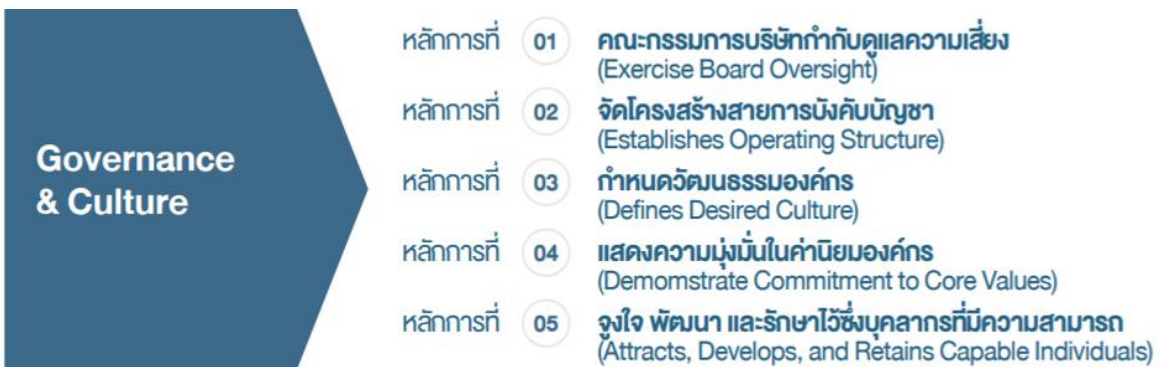 Governance
& Culture
หลักการที่ 01 คณะกรรมการบริษัทกำกับดูแลความเสี่ยง
(Exercise Board Oversight)
หลักการที่ 02 จัดโครงสร้างสายการบังคับบัญชา
(Establishes Operating Structure)
หลักการที่ 03 กำหนดวัฒนธรรมองค์กร
(Defines Desired Culture)
หลักการที่ 04 แสดงความมุ่งมั่นในค่านิยมองค์กร
(Demomstrate Commitment to Core Values)
หลักการที่ 05 จูงใจ พัฒนา และรักษาไว้ซึ่งบุคลากรที่มีความสามารถ
(Attracts, Develops, and Retains Capable Individuals)